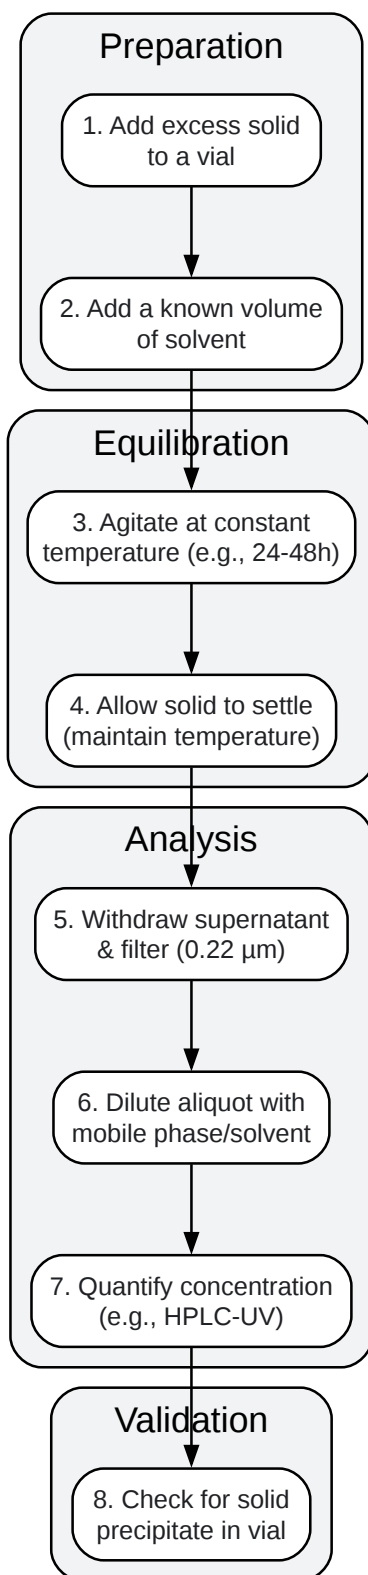 Preparation
1. Add excess solid
to a vial
2. Add a known volume
of solvent
Equilibration
3. Agitate at constant
temperature (e.g., 24-48h)
4. Allow solid to settle
(maintain temperature)
Analysis
5. Withdraw supernatant
& filter (0.22 µm)
6. Dilute aliquot with
mobile phase/solvent
7. Quantify concentration
(e.g., HPLC-UV)
Validation
8. Check for solid
precipitate in vial